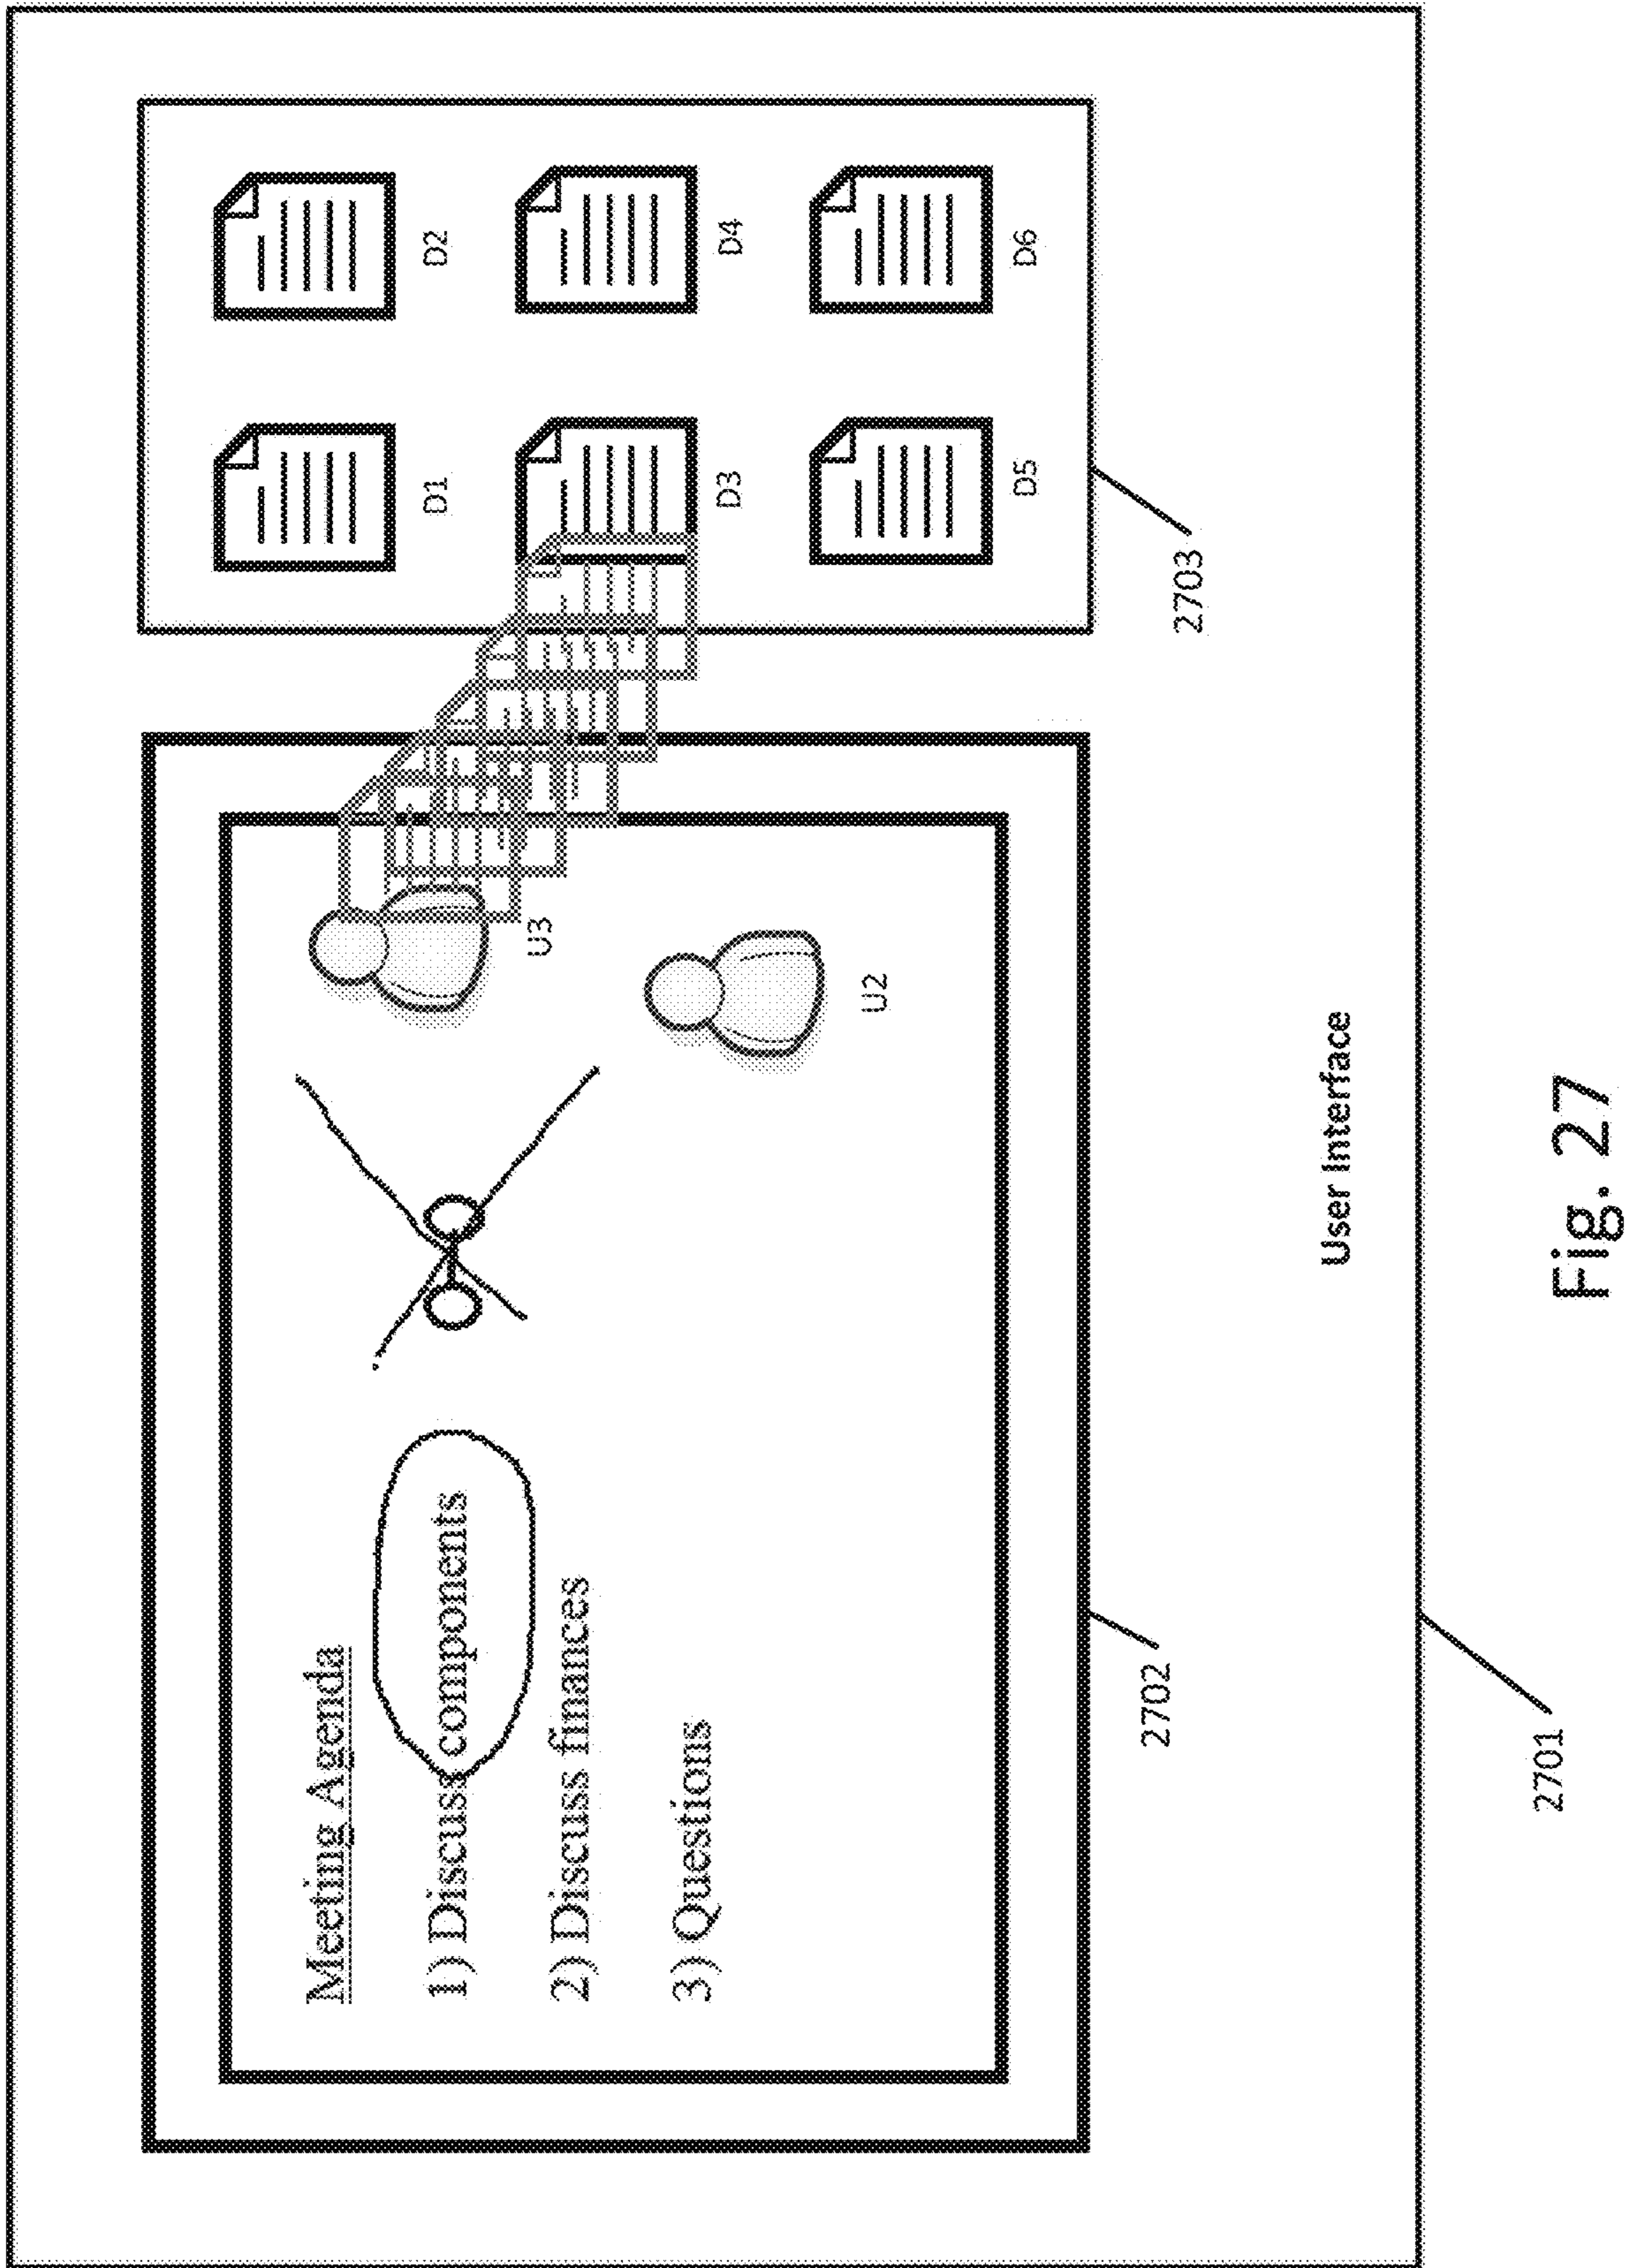 Meeting Agenda
1) Discuss components
2) Discuss finances
3) Questions
U3
U2
D1
D2
D3
D4
D5
D6
2703
2702
User Interface
2701
Fig. 27